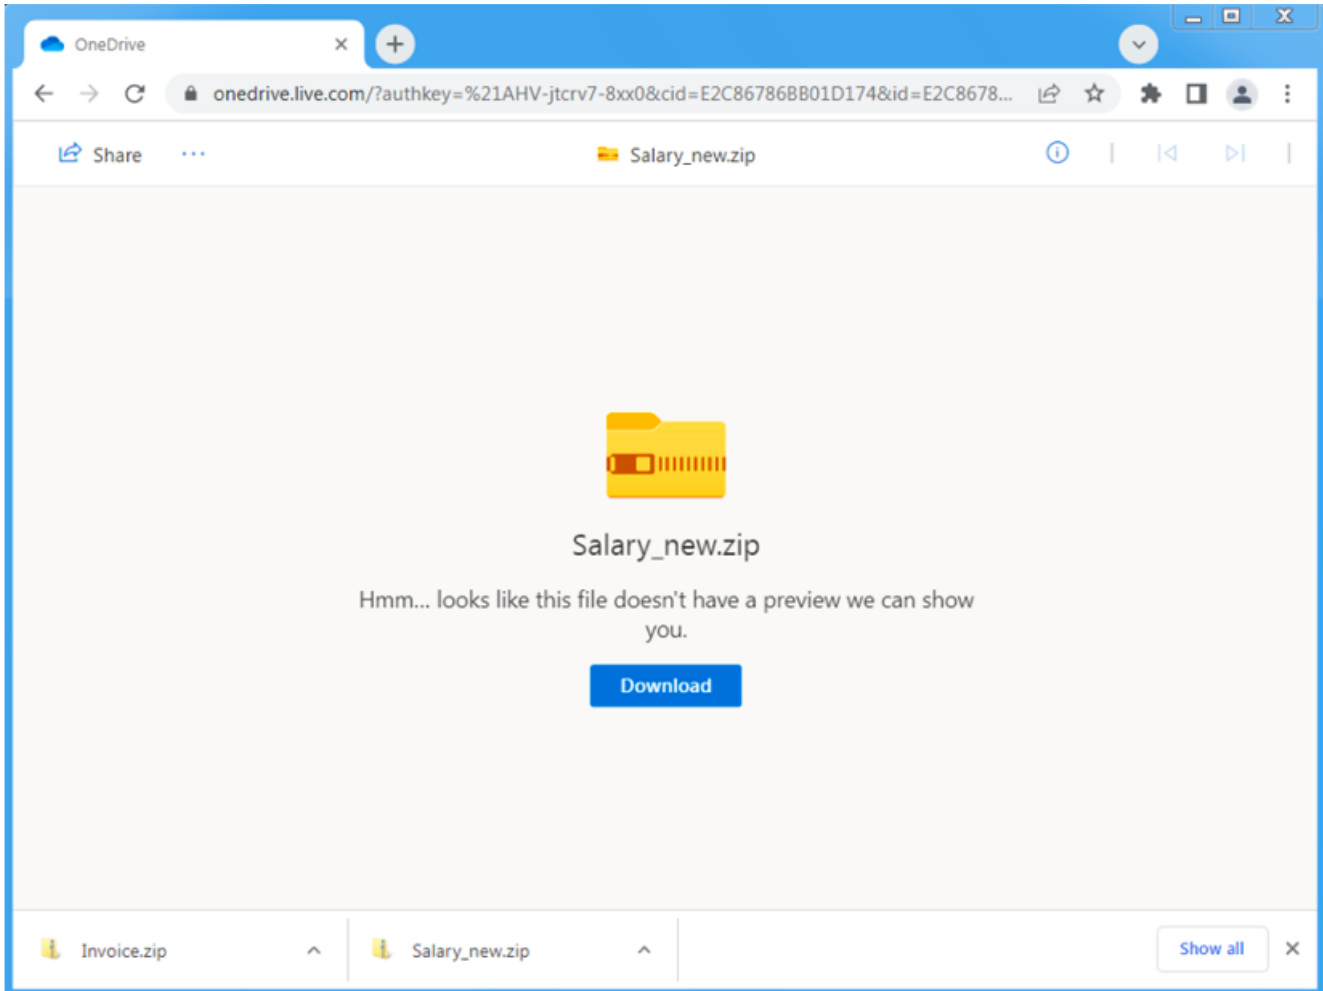 OneDrive
onedrive.live.com/?authkey=%21AHV-jtcrv7-8xx0&cid=E2C86786BB01D174&id=E2C8678...
Share
Salary_new.zip
Salary_new.zip
Hmm... looks like this file doesn't have a preview we can show
you.
Download
Invoice.zip
Salary_new.zip
Show all